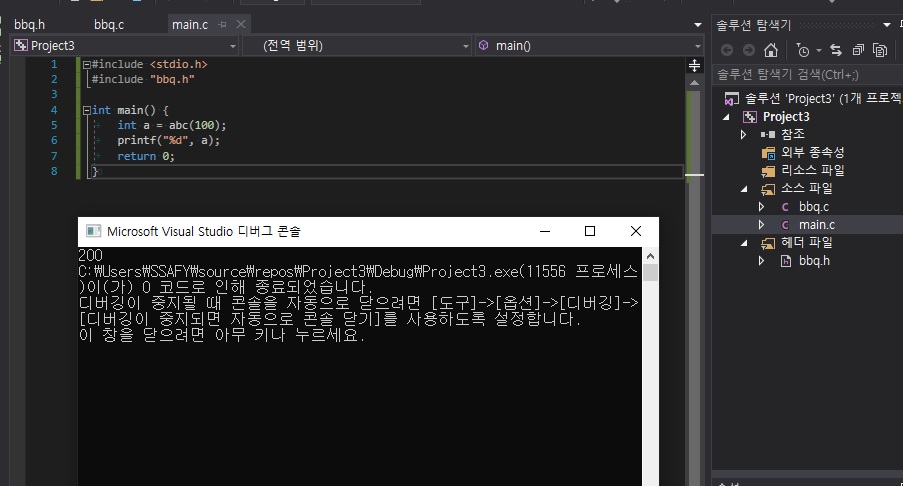 bbq.h bbq.c main.c
Project3 (전역 범위) main()
1 #include <stdio.h>
2 #include "bbq.h"
3
4 int main() {
5 int a = abc(100);
6 printf("%d", a);
7 return 0;
8 }
Microsoft Visual Studio 디버그 콘솔
200
C:\Users\SSAFY\source\repos\Project3\Debug\Project3.exe(11556 프로세스
)이(가) 0 코드로 인해 종료되었습니다.
디버깅이 중지될 때 콘솔을 자동으로 닫으려면 [도구]->[옵션]->[디버깅]->
[디버깅이 중지되면 자동으로 콘솔 닫기]를 사용하도록 설정합니다.
이 창을 닫으려면 아무 키나 누르세요.
솔루션 탐색기
솔루션 탐색기 검색(Ctrl+;)
솔루션 'Project3' (1개 프로젝
Project3
참조
외부 종속성
리소스 파일
소스 파일
bbq.c
main.c
헤더 파일
bbq.h